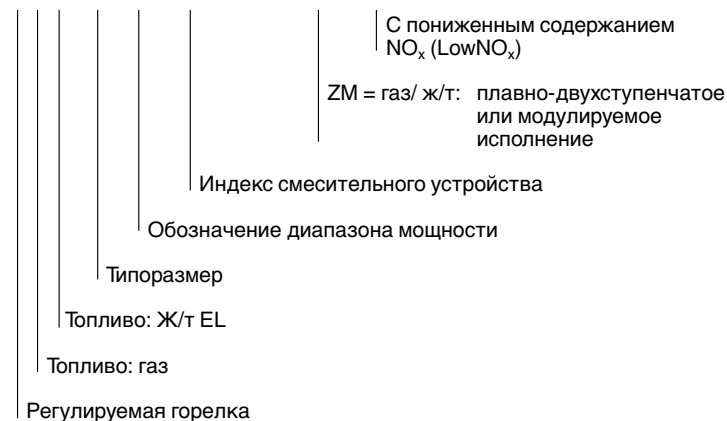 С пониженным содержанием
NOx (LowNOx)
ZM = газ/ ж/т: плавно-двухступенчатое
или модулируемое
исполнение
Индекс смесительного устройства
Обозначение диапазона мощности
Типоразмер
Топливо: Ж/т EL
Топливо: газ
Регулируемая горелка